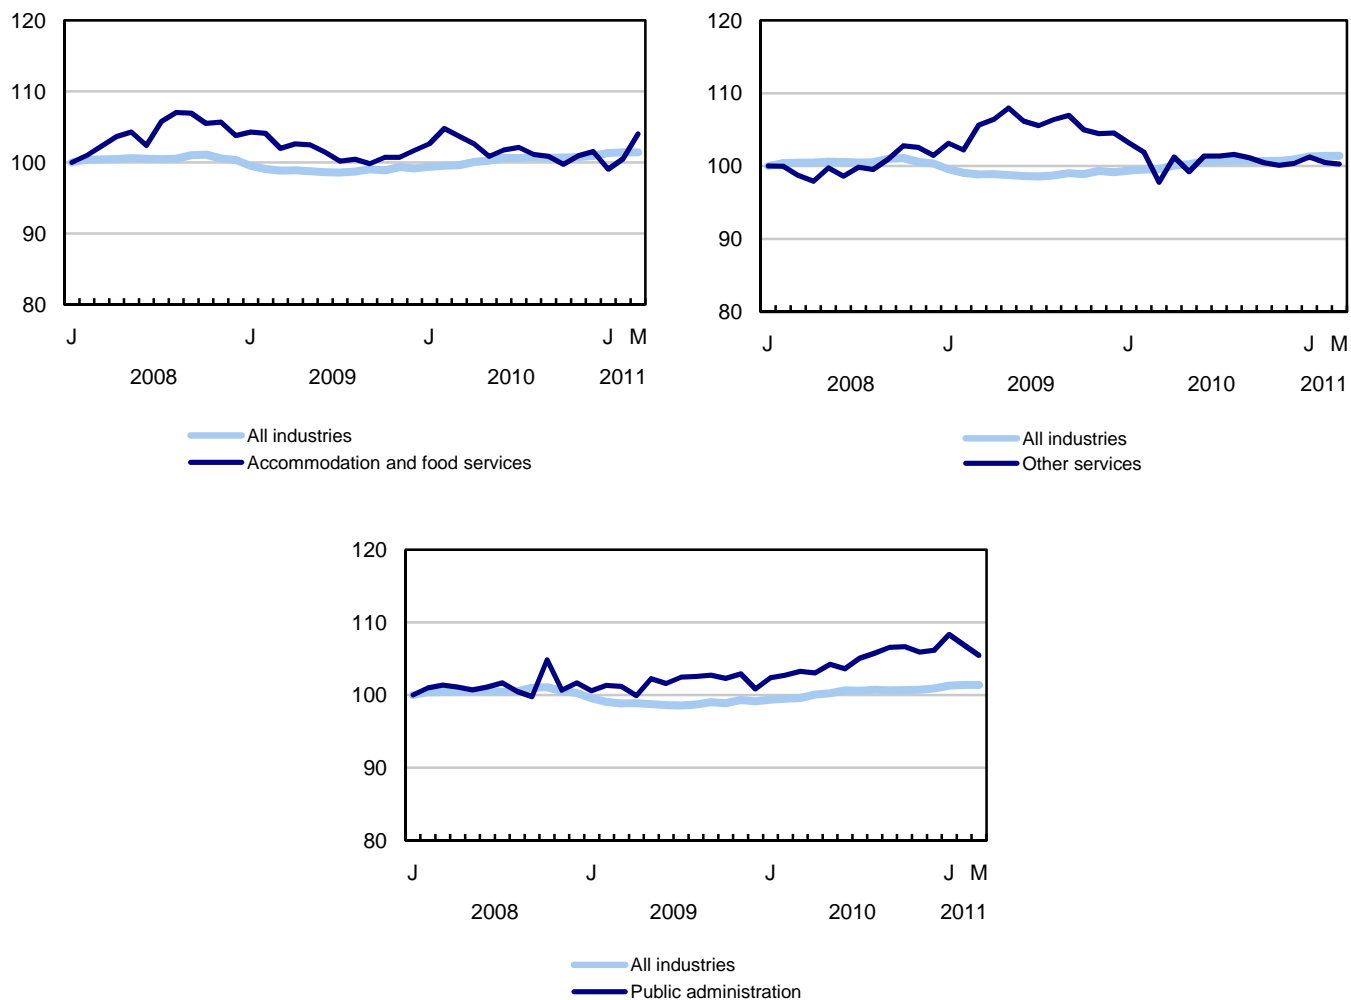 120
110
100
90
80
J J J J M
2008 2009 2010 2011
All industries
Accommodation and food services
120
110
100
90
80
J J J J M
2008 2009 2010 2011
All industries
Other services
120
110
100
90
80
J J J J M
2008 2009 2010 2011
All industries
Public administration